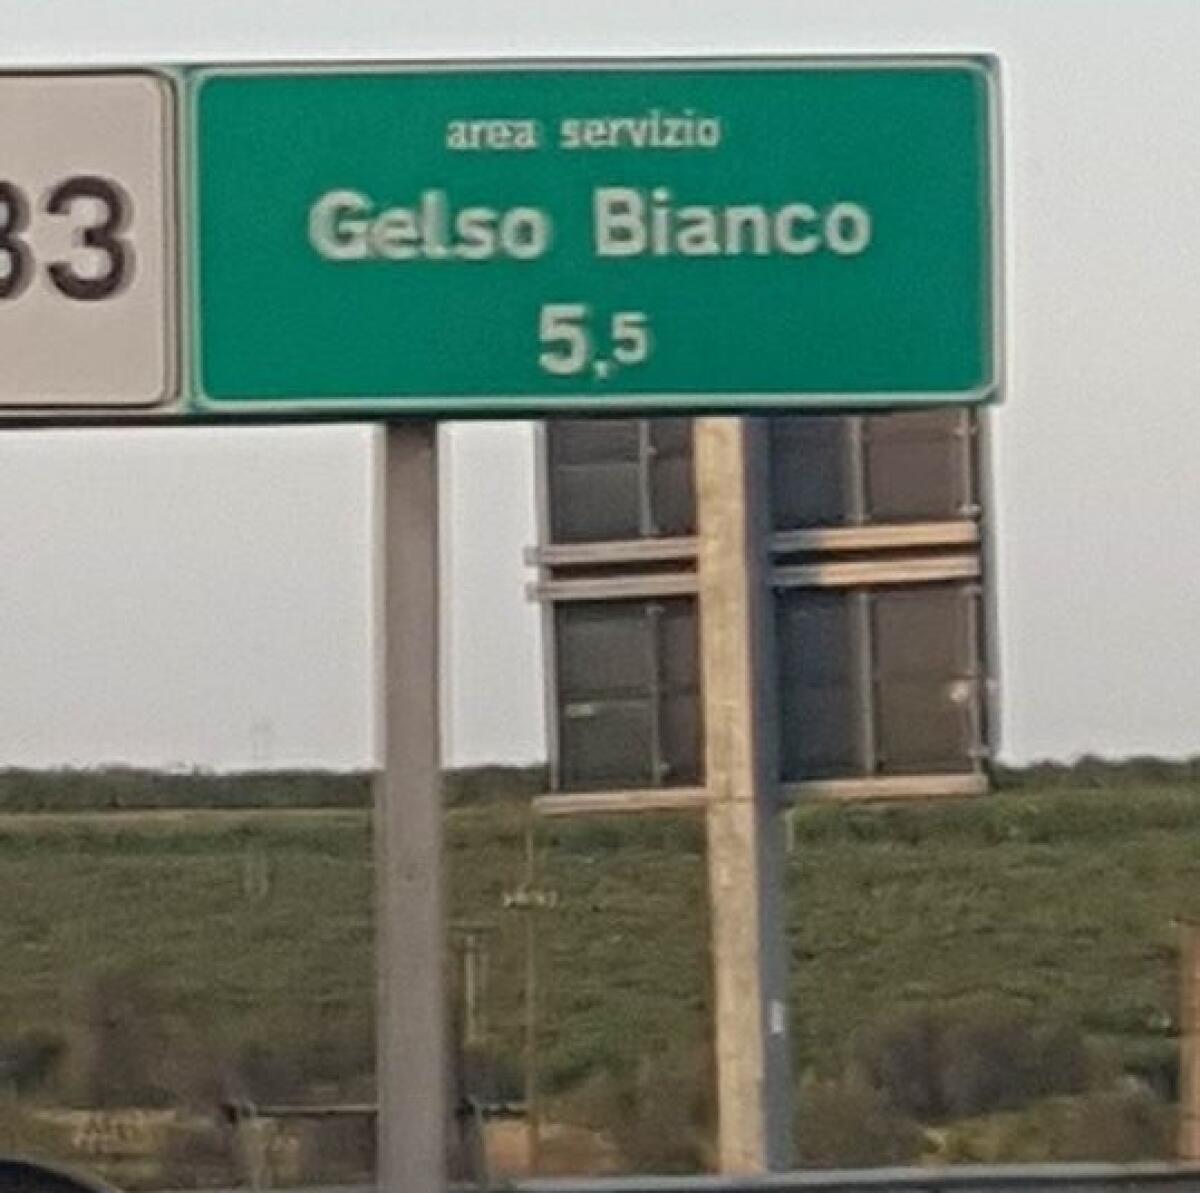 33
area servizio
Gelso Bianco
5,5